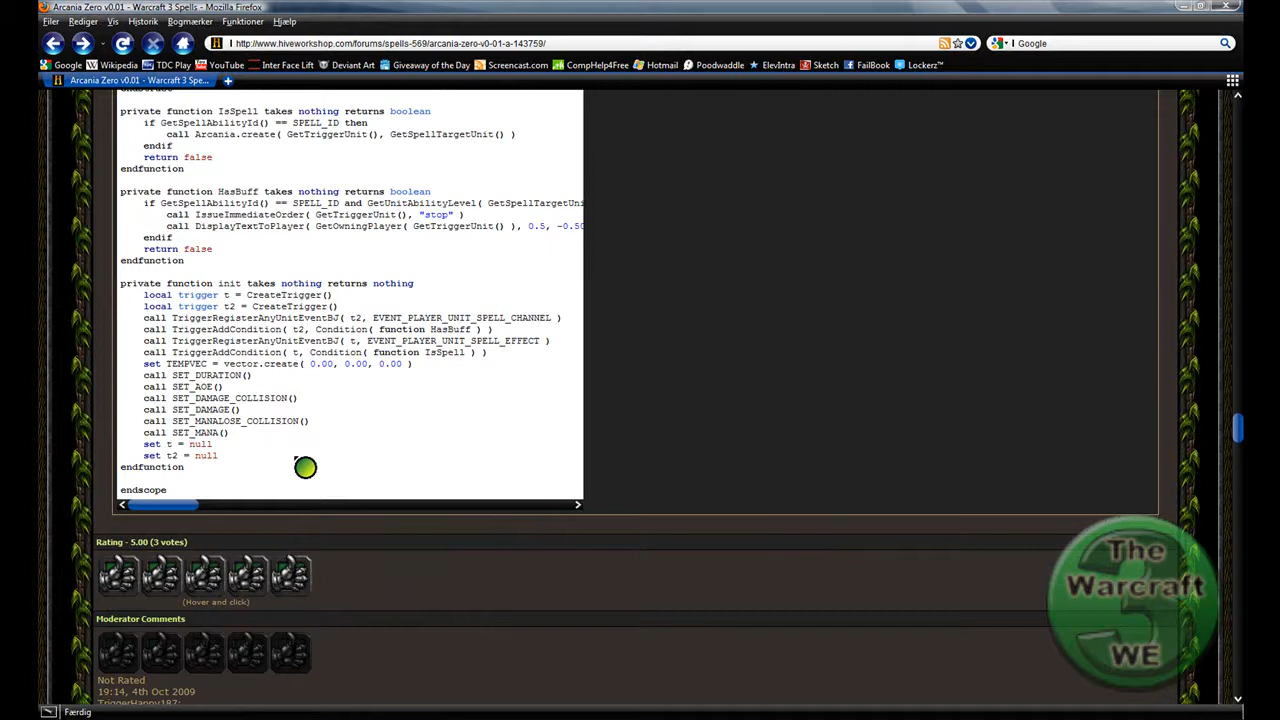 Arcania Zero v0.01 - Warcraft 3 Spells - Mozilla Firefox
Filer Rediger Vis Historik Bogmærker Funktioner Hjælp
http://www.hiveworkshop.com/forums/spells-569/arcania-zero-v0-01-a-143759/
Google
Google Wikipedia TDC Play YouTube Inter Face Lift Deviant Art Giveaway of the Day Screencast.com CompHelp4Free Hotmail Poodwaddle ElevIntra Sketch FailBook Lockerz™
Arcania Zero v0.01 - Warcraft 3 Spe...
private function IsSpell takes nothing returns boolean
if GetSpellAbilityId() == SPELL_ID then
call Arcania.create( GetTriggerUnit(), GetSpellTargetUnit() )
endif
return false
endfunction
private function HasBuff takes nothing returns boolean
if GetSpellAbilityId() == SPELL_ID and GetUnitAbilityLevel( GetSpellTargetUni
call IssueImmediateOrder( GetTriggerUnit(), "stop" )
call DisplayTextToPlayer( GetOwningPlayer( GetTriggerUnit() ), 0.5, -0.50
endif
return false
endfunction
private function init takes nothing returns nothing
local trigger t = CreateTrigger()
local trigger t2 = CreateTrigger()
call TriggerRegisterAnyUnitEventBJ( t2, EVENT_PLAYER_UNIT_SPELL_CHANNEL )
call TriggerAddCondition( t2, Condition( function HasBuff ) )
call TriggerRegisterAnyUnitEventBJ( t, EVENT_PLAYER_UNIT_SPELL_EFFECT )
call TriggerAddCondition( t, Condition( function IsSpell ) )
set TEMPVEC = vector.create( 0.00, 0.00, 0.00 )
call SET_DURATION()
call SET_AOE()
call SET_DAMAGE_COLLISION()
call SET_DAMAGE()
call SET_MANALOSE_COLLISION()
call SET_MANA()
set t = null
set t2 = null
endfunction
endscope
Rating - 5.00 (3 votes)
(Hover and click)
Moderator Comments
Not Rated
19:14, 4th Oct 2009
TriggerHappy187:
The
Warcraft
3
WE
Færdig